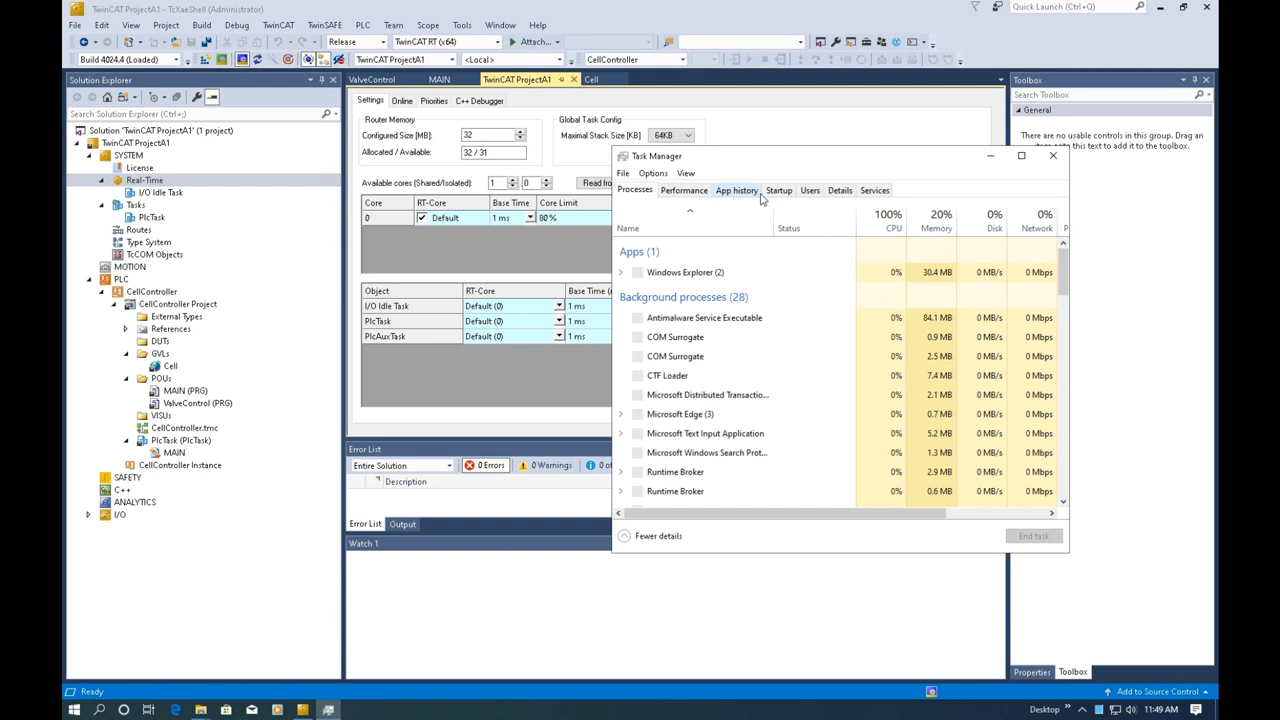 TwinCAT ProjectA1 - TcXaeShell (Administrator)
Quick Launch (Ctrl+;)
File Edit View Project Build Debug TwinCAT TwinSAFE PLC Team Scope Tools Window Help
Release TwinCAT RT (x64) Attach...
Build 4024.4 (Loaded) TwinCAT ProjectA1 <Local> CellController
Solution Explorer
Search Solution Explorer (Ctrl+;)
Solution 'TwinCAT ProjectA1' (1 project)
TwinCAT ProjectA1
SYSTEM
License
Real-Time
I/O Idle Task
Tasks
PlcTask
Routes
Type System
TcCOM Objects
MOTION
PLC
CellController
CellController Project
External Types
References
DUTs
GVLs
Cell
POUs
MAIN (PRG)
ValveControl (PRG)
VISUs
CellController.tmc
PlcTask (PlcTask)
MAIN
CellController Instance
SAFETY
C++
ANALYTICS
I/O
ValveControl MAIN TwinCAT ProjectA1 Cell
Settings Online Priorities C++ Debugger
Router Memory
Configured Size [MB]: 32
Allocated / Available: 32 / 31
Global Task Config
Maximal Stack Size [KB] 64KB
Available cores (Shared/Isolated): 1 0
Core RT-Core Base Time Core Limit
0 Default 1 ms 80 %
Object RT-Core
I/O Idle Task Default (0) 1 ms
PlcTask Default (0) 1 ms
PlcAuxTask Default (0) 1 ms
Error List
Entire Solution 0 Errors 0 Warnings
Description
Error List Output
Watch 1
Task Manager
File Options View
Processes Performance App history Startup Users Details Services
100% 20% 0% 0%
Name Status CPU Memory Disk Network P
Apps (1)
Windows Explorer (2) 0% 30.4 MB 0 MB/s 0 Mbps
Background processes (28)
Antimalware Service Executable 0% 84.1 MB 0 MB/s 0 Mbps
COM Surrogate 0% 0.9 MB 0 MB/s 0 Mbps
COM Surrogate 0% 2.5 MB 0 MB/s 0 Mbps
CTF Loader 0% 7.4 MB 0 MB/s 0 Mbps
Microsoft Distributed Transactio... 0% 2.1 MB 0 MB/s 0 Mbps
Microsoft Edge (3) 0% 0.7 MB 0 MB/s 0 Mbps
Microsoft Text Input Application 0% 5.2 MB 0 MB/s 0 Mbps
Microsoft Windows Search Prot... 0% 1.3 MB 0 MB/s 0 Mbps
Runtime Broker 0% 2.9 MB 0 MB/s 0 Mbps
Runtime Broker 0% 0.6 MB 0 MB/s 0 Mbps
Fewer details
End task
Toolbox
Search Toolbox
General
There are no usable controls in this group. Drag an
Properties Toolbox
Ready
Add to Source Control
Desktop
11:49 AM